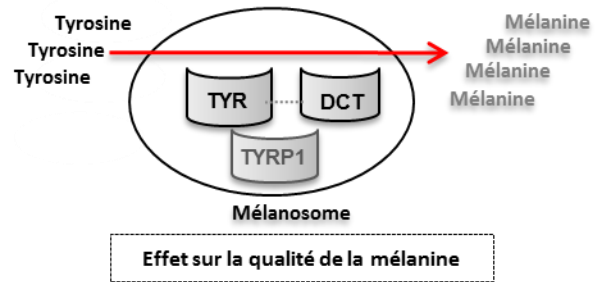 Tyrosine
Tyrosine
Tyrosine
Mélanine
Mélanine
Mélanine
Mélanine
TYR
DCT
TYRP1
Mélanosome
Effet sur la qualité de la mélanine